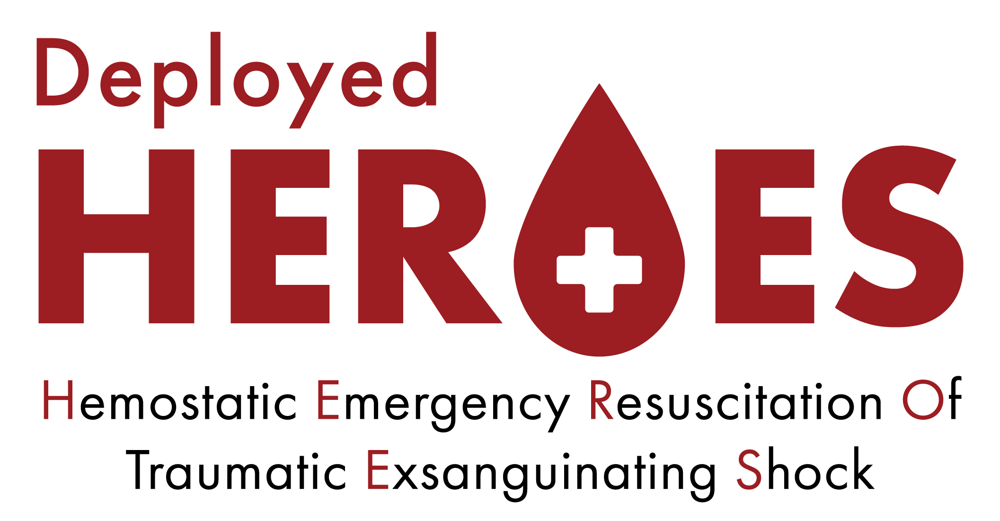 Deployed
HEROES
Hemostatic Emergency Resuscitation Of
Traumatic Exsanguinating Shock